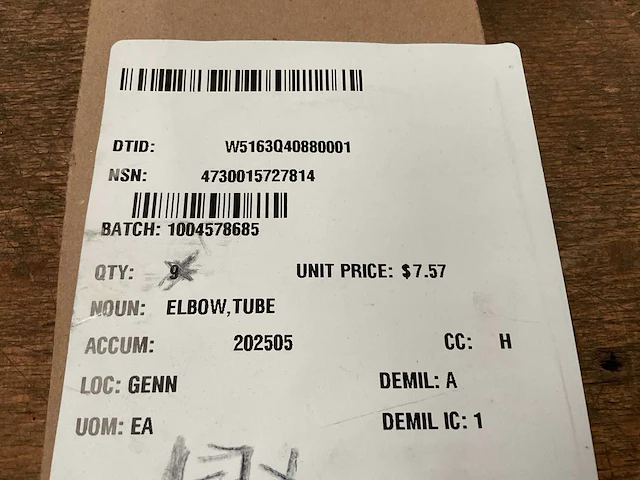 DTID: W5163Q40880001
NSN: 4730015727814
BATCH: 1004578685
QTY: 9 UNIT PRICE: $7.57
NOUN: ELBOW,TUBE
ACCUM: 202505 CC: H
LOC: GENN DEMIL: A
UOM: EA DEMIL IC: 1